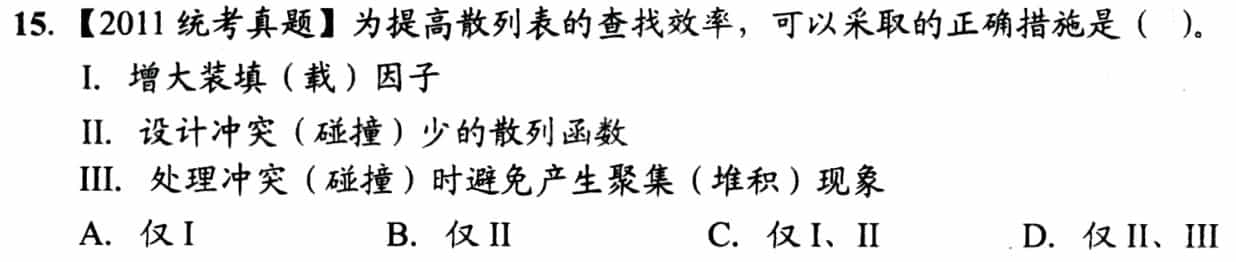 15. 【2011 统考真题】为提高散列表的查找效率，可以采取的正确措施是（ ）。
I. 增大装填（载）因子
II. 设计冲突（碰撞）少的散列函数
III. 处理冲突（碰撞）时避免产生聚集（堆积）现象
A. 仅 I B. 仅 II C. 仅 I、II D. 仅 II、III